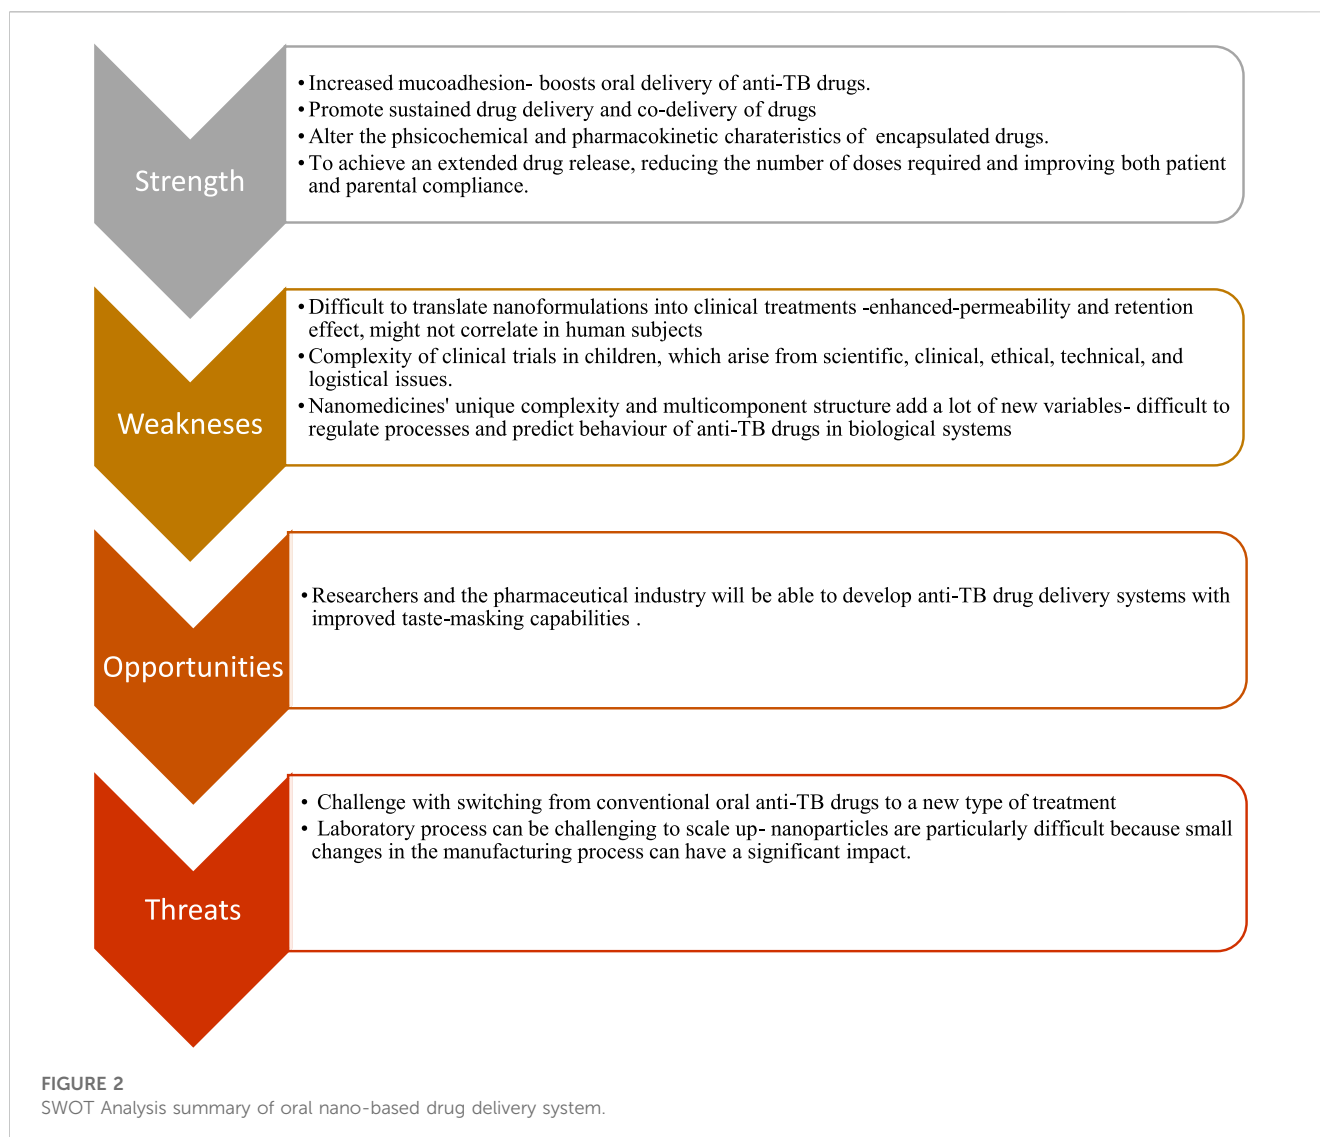 Strength
• Increased mucoadhesion- boosts oral delivery of anti-TB drugs.
• Promote sustained drug delivery and co-delivery of drugs
• Alter the phsicochemical and pharmacokinetic charateristics of encapsulated drugs.
• To achieve an extended drug release, reducing the number of doses required and improving both patient
and parental compliance.
Weakneses
• Difficult to translate nanoformulations into clinical treatments -enhanced-permeability and retention
effect, might not correlate in human subjects
• Complexity of clinical trials in children, which arise from scientific, clinical, ethical, technical, and
logistical issues.
• Nanomedicines' unique complexity and multicomponent structure add a lot of new variables- difficult to
regulate processes and predict behaviour of anti-TB drugs in biological systems
Opportunities
• Researchers and the pharmaceutical industry will be able to develop anti-TB drug delivery systems with
improved taste-masking capabilities .
Threats
• Challenge with switching from conventional oral anti-TB drugs to a new type of treatment
• Laboratory process can be challenging to scale up- nanoparticles are particularly difficult because small
changes in the manufacturing process can have a significant impact.
FIGURE 2
SWOT Analysis summary of oral nano-based drug delivery system.